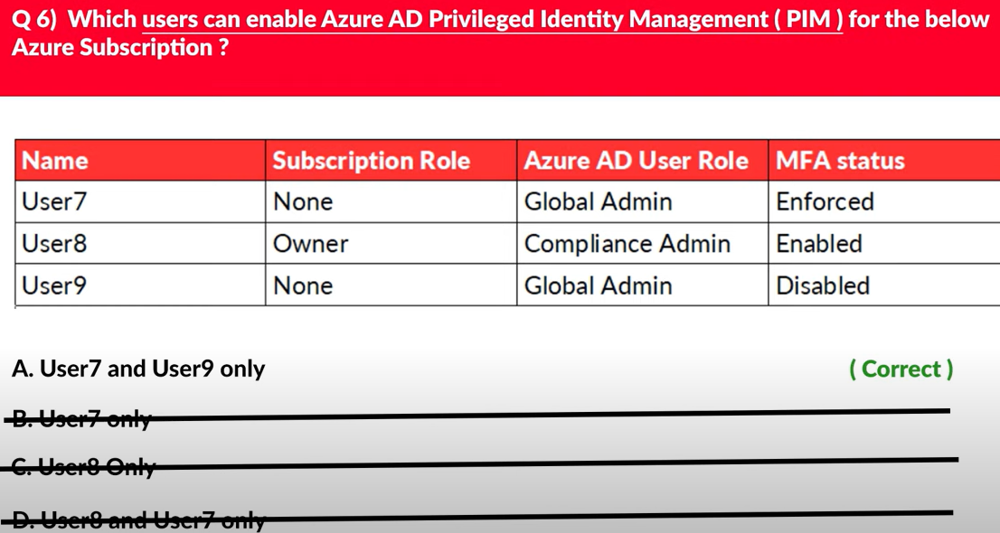 Q 6) Which users can enable Azure AD Privileged Identity Management ( PIM ) for the below
Azure Subscription ?
Name Subscription Role Azure AD User Role MFA status
User7 None Global Admin Enforced
User8 Owner Compliance Admin Enabled
User9 None Global Admin Disabled
A. User7 and User9 only ( Correct )
B. User7 only
C. User8 Only
D. User8 and User7 only